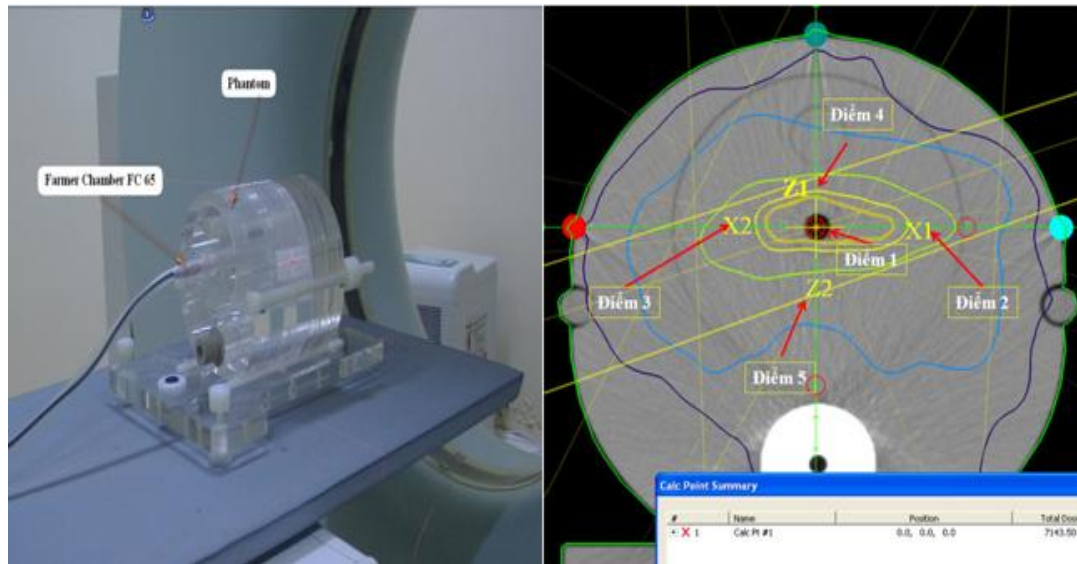 Phantom
Farmer Chamber FC 65
Điểm 4
Z1
X2
X1
Điểm 1
Điểm 3
Z2
Điểm 2
Điểm 5
Calc Point Summary
# Name Position Total Dose
X 1 Calc Pt #1 0.0, 0.0, 0.0 7143.50